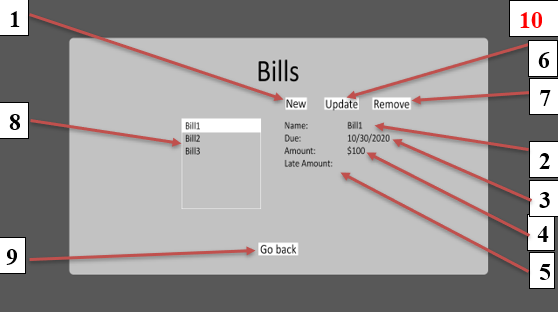 1
10
Bills
6
New Update Remove
7
8
Bill1
Bill2
Bill3
Name: Bill1
Due: 10/30/2020
Amount: $100
Late Amount:
2
3
4
5
9
Go back